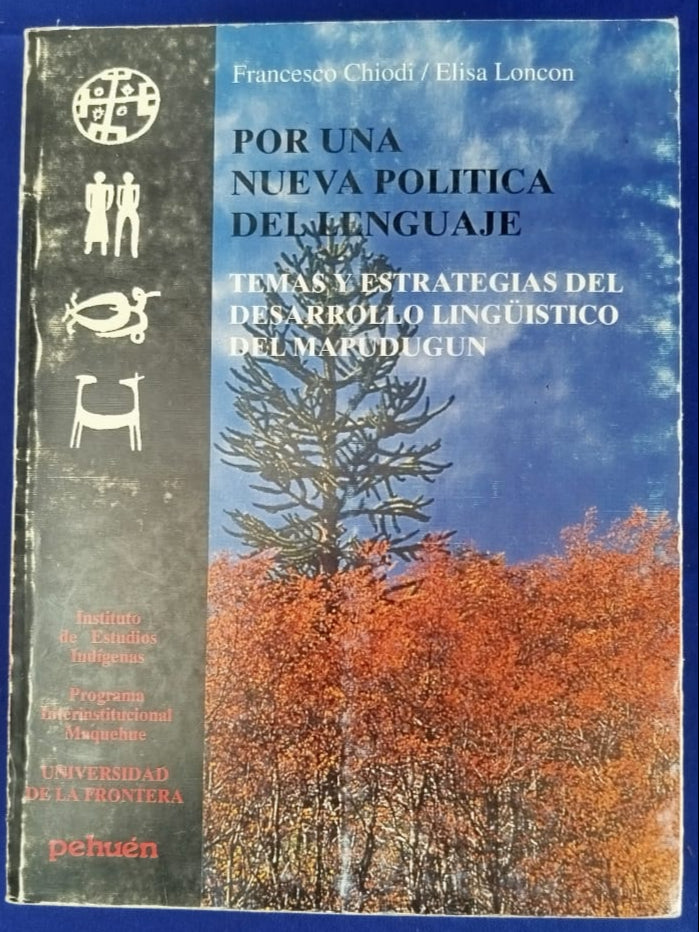 Francesco Chiodi / Elisa Loncon
POR UNA
NUEVA POLITICA
DEL LENGUAJE
TEMAS Y ESTRATEGIAS DEL
DESARROLLO LINGÜISTICO
DEL MAPUDUGUN
Instituto
de Estudios
Indígenas
Programa
Interinstitucional
Maquehue
UNIVERSIDAD
DE LA FRONTERA
pehuén